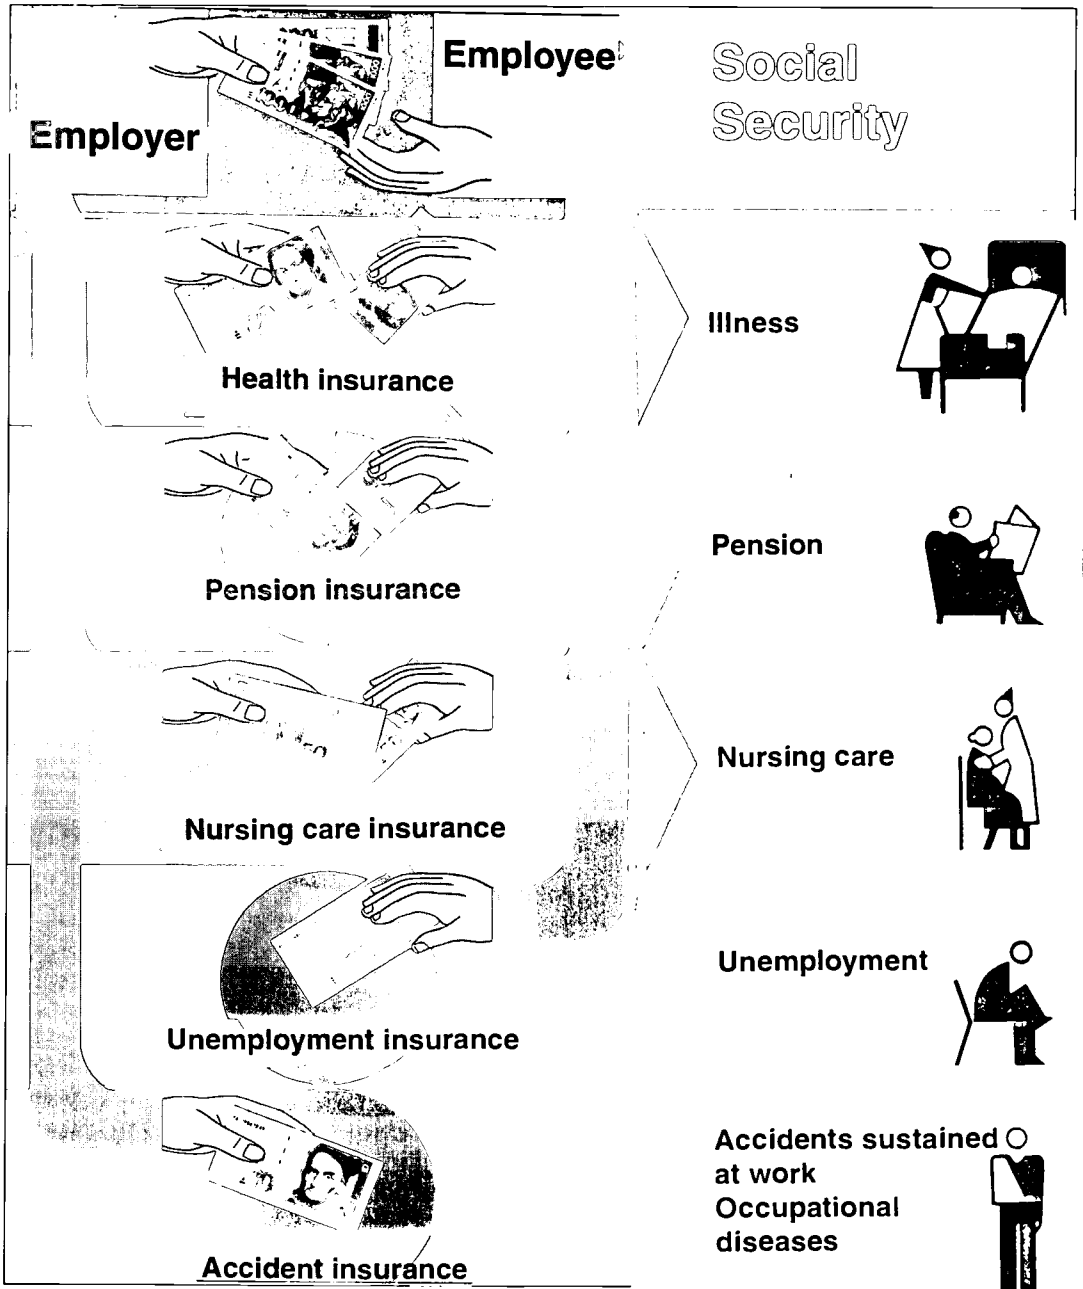 Employee
Social
Security
Employer
Illness
Health insurance
Pension
Pension insurance
Nursing care
Nursing care insurance
Unemployment
Unemployment insurance
Accidents sustained
at work
Occupational
diseases
Accident insurance